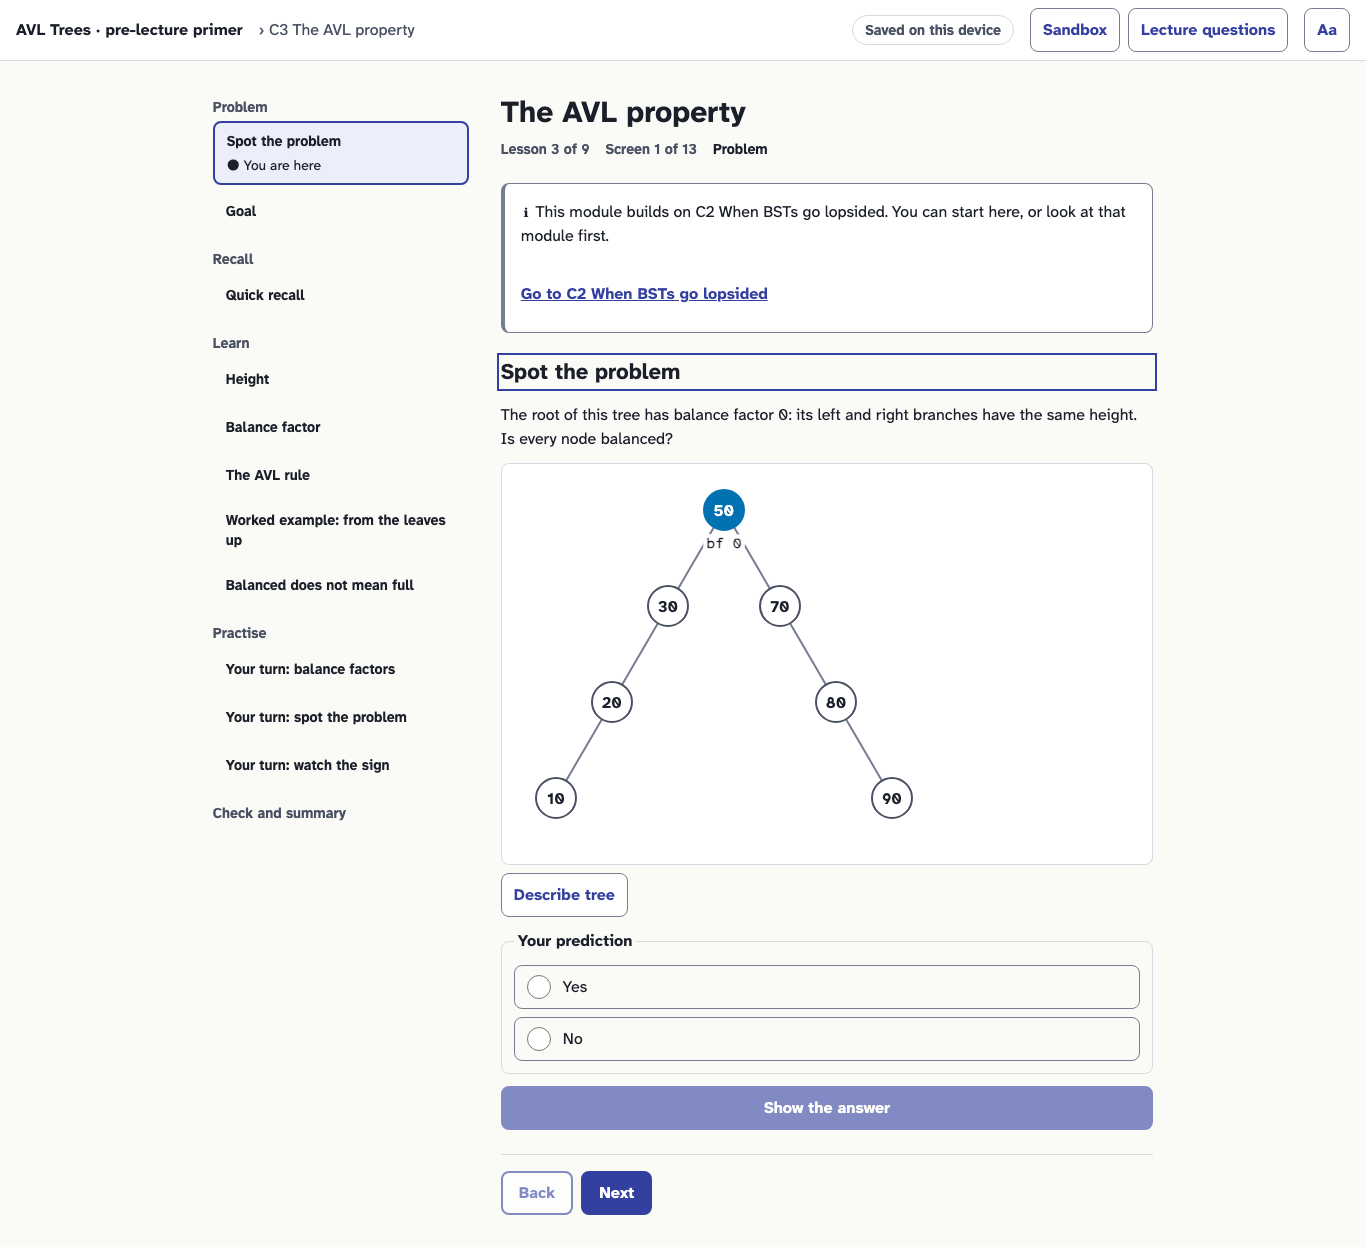 AVL Trees · pre-lecture primer › C3 The AVL property
Saved on this device
Sandbox
Lecture questions
Aa
Problem
Spot the problem
You are here
Goal
Recall
Quick recall
Learn
Height
Balance factor
The AVL rule
Worked example: from the leaves
up
Balanced does not mean full
Practise
Your turn: balance factors
Your turn: spot the problem
Your turn: watch the sign
Check and summary
The AVL property
Lesson 3 of 9 Screen 1 of 13 Problem
ℹ This module builds on C2 When BSTs go lopsided. You can start here, or look at that
module first.
Go to C2 When BSTs go lopsided
Spot the problem
The root of this tree has balance factor 0: its left and right branches have the same height.
Is every node balanced?
50
bf 0
30 70
20 80
10 90
Describe tree
Your prediction
Yes
No
Show the answer
Back
Next